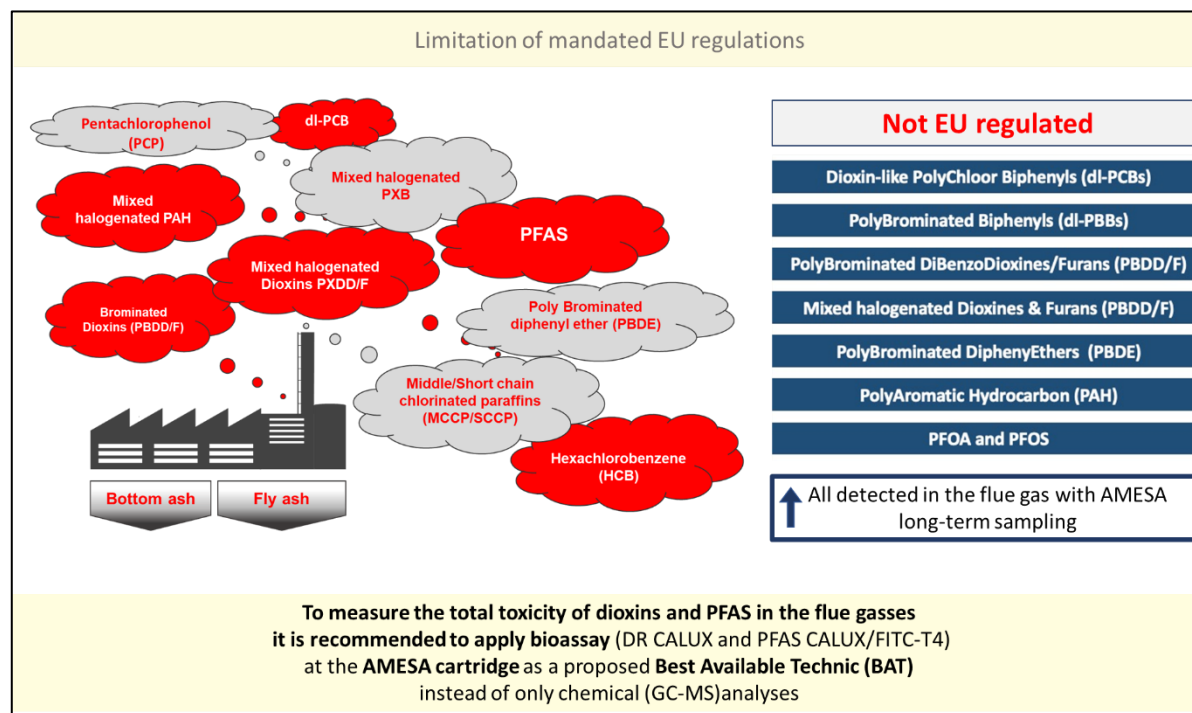 Limitation of mandated EU regulations
Pentachlorophenol
(PCP)
dl-PCB
Mixed halogenated
PXB
Mixed
halogenated PAH
PFAS
Mixed halogenated
Dioxins PXDD/F
Brominated
Dioxins (PBDD/F)
Poly Brominated
diphenyl ether (PBDE)
Middle/Short chain
chlorinated paraffins
(MCCP/SCCP)
Hexachlorobenzene
(HCB)
Bottom ash
Fly ash
Not EU regulated
Dioxin-like PolyChloor Biphenyls (dl-PCBs)
PolyBrominated Biphenyls (dl-PBBs)
PolyBrominated DiBenzoDioxines/Furans (PBDD/F)
Mixed halogenated Dioxines & Furans (PBDD/F)
PolyBrominated DiphenyEthers (PBDE)
PolyAromatic Hydrocarbon (PAH)
PFOA and PFOS
All detected in the flue gas with AMESA
long-term sampling
To measure the total toxicity of dioxins and PFAS in the flue gasses
it is recommended to apply bioassay (DR CALUX and PFAS CALUX/FITC-T4)
at the AMESA cartridge as a proposed Best Available Technic (BAT)
instead of only chemical (GC-MS)analyses